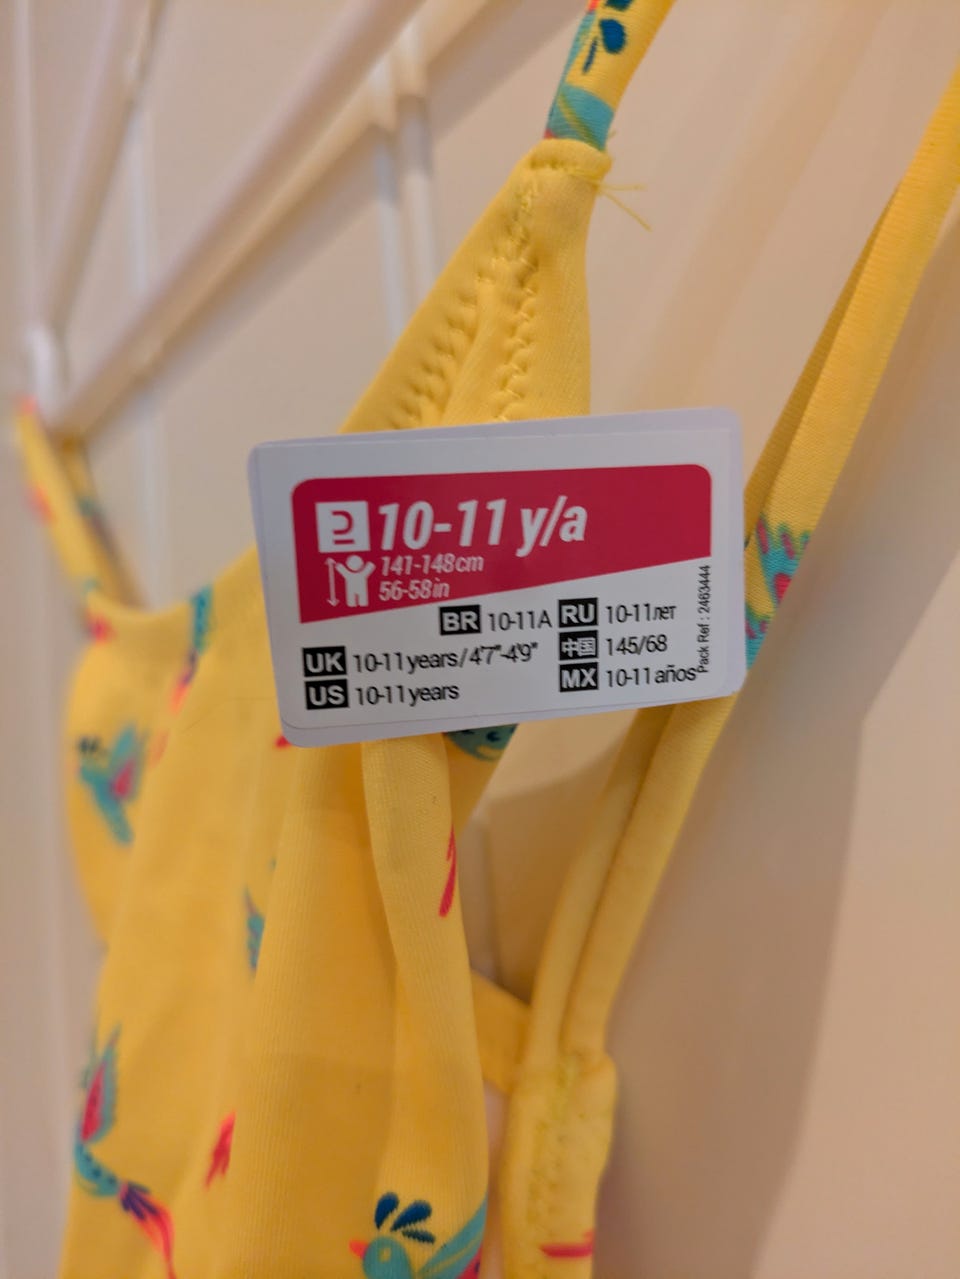 10-11 y/a
141-148cm
56-58in
BR 10-11A
UK 10-11 years/4'7"-4'9"
US 10-11 years
RU 10-11лет
中国 145/68
MX 10-11 años
Pack Ref : 2463444